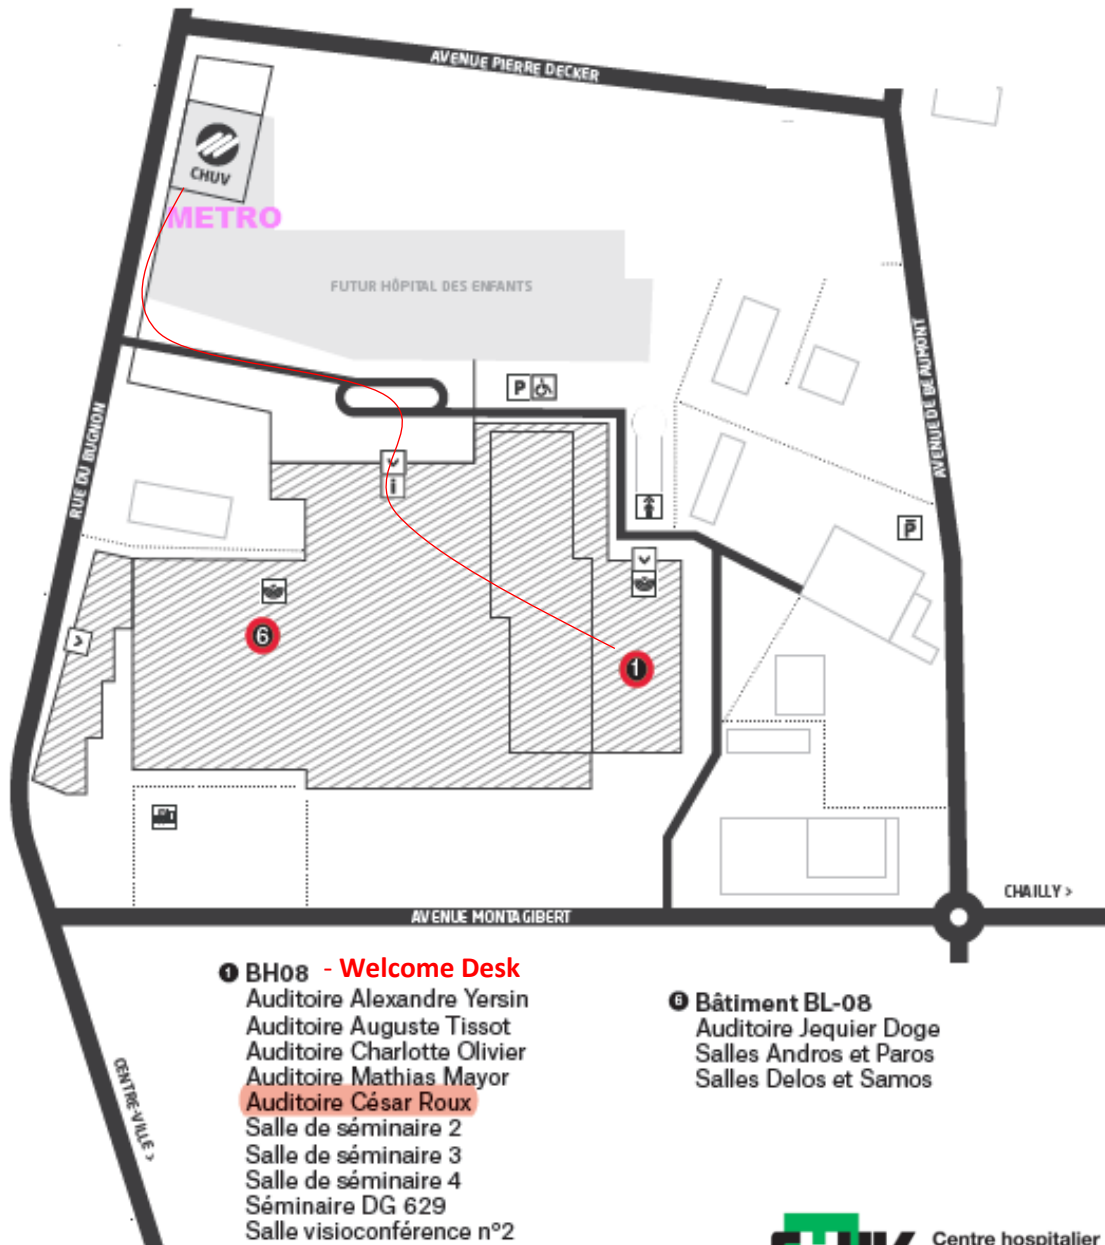 AVENUE PIERRE DECKER
CHUV
METRO
FUTUR HÔPITAL DES ENFANTS
P
AVENUE DE BEAUMONT
RUE DU BUGNON
i
P
6
1
CHAILLY >
AVENUE MONTAGIBERT
CENTRE-VILLE >
1 BH08 - Welcome Desk
Auditoire Alexandre Yersin
Auditoire Auguste Tissot
Auditoire Charlotte Olivier
Auditoire Mathias Mayor
Auditoire César Roux
Salle de séminaire 2
Salle de séminaire 3
Salle de séminaire 4
Séminaire DG 629
Salle visioconférence n°2
6 Bâtiment BL-08
Auditoire Jequier Doge
Salles Andros et Paros
Salles Delos et Samos
Centre hospitalier